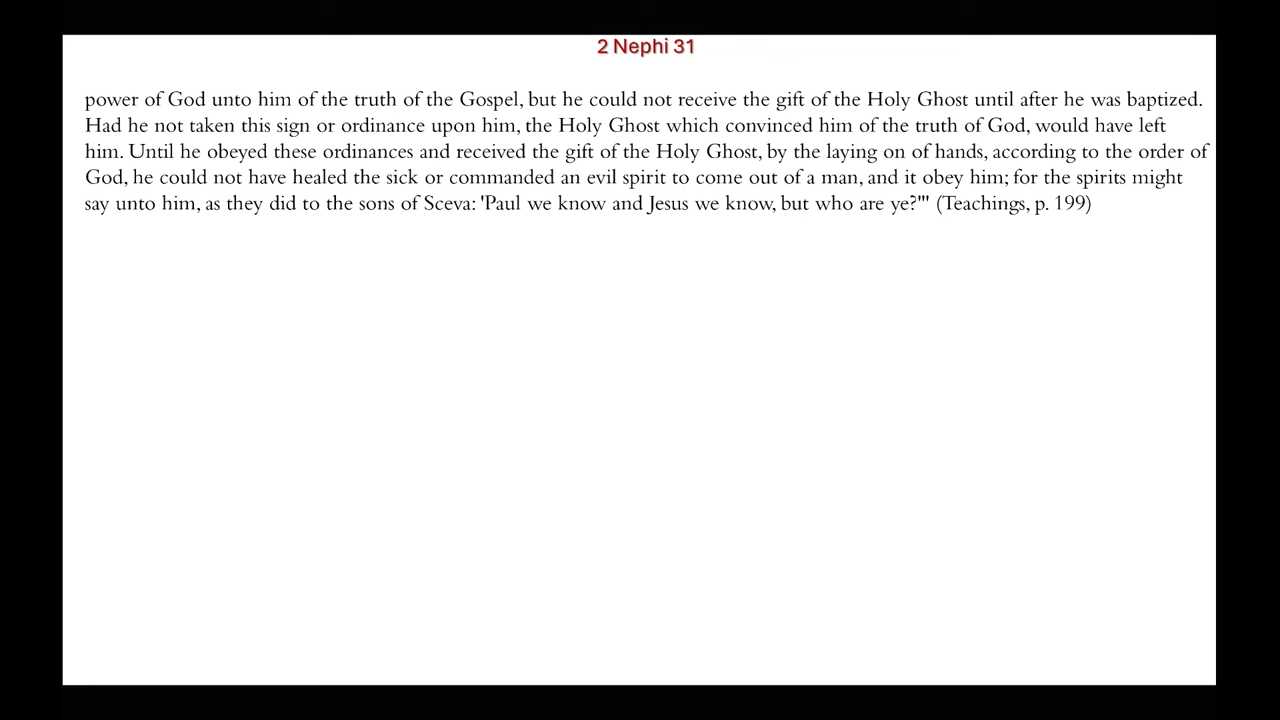 2 Nephi 31
power of God unto him of the truth of the Gospel, but he could not receive the gift of the Holy Ghost until after he was baptized.
Had he not taken this sign or ordinance upon him, the Holy Ghost which convinced him of the truth of God, would have left
him. Until he obeyed these ordinances and received the gift of the Holy Ghost, by the laying on of hands, according to the order of
God, he could not have healed the sick or commanded an evil spirit to come out of a man, and it obey him; for the spirits might
say unto him, as they did to the sons of Sceva: 'Paul we know and Jesus we know, but who are ye?'" (Teachings, p. 199)